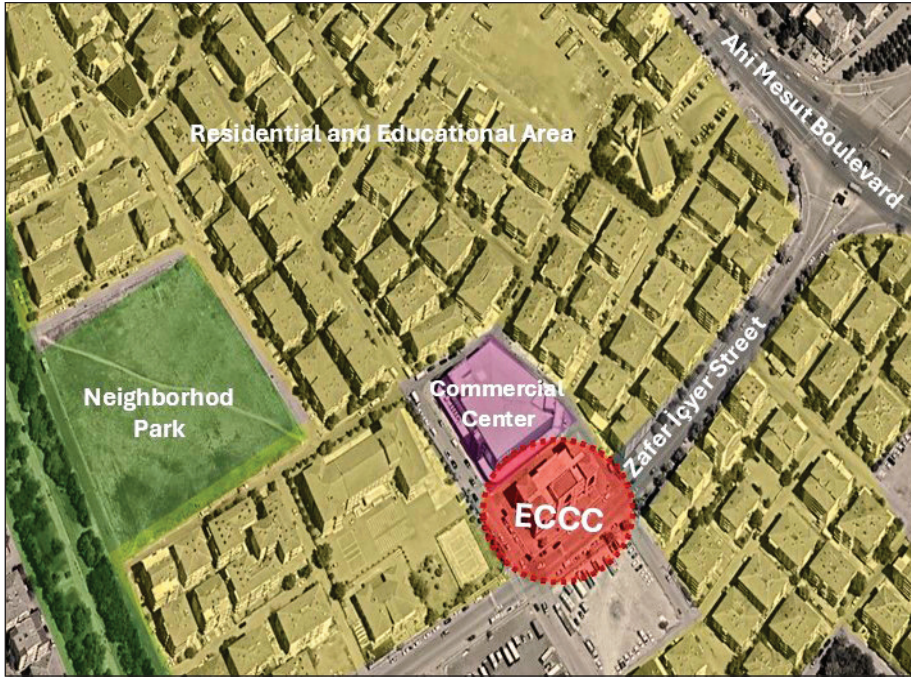 Ahi Mesut Boulevard
Residential and Educational Area
Zafer İçyer Street
Neighborhod
Park
Commercial
Center
ECCC